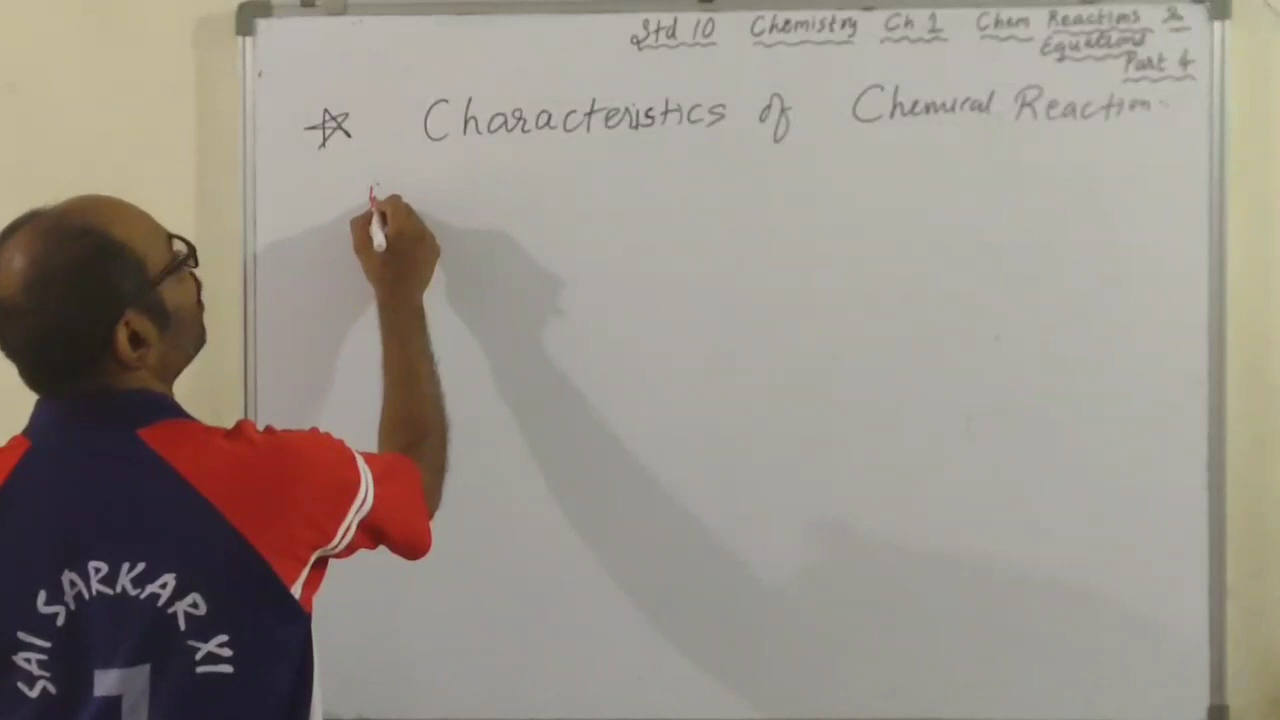 Std 10 Chemistry Ch 1 Chem Reactions &
Equations
Part 4
Characteristics of Chemical Reaction.
SAI SARKAR XI